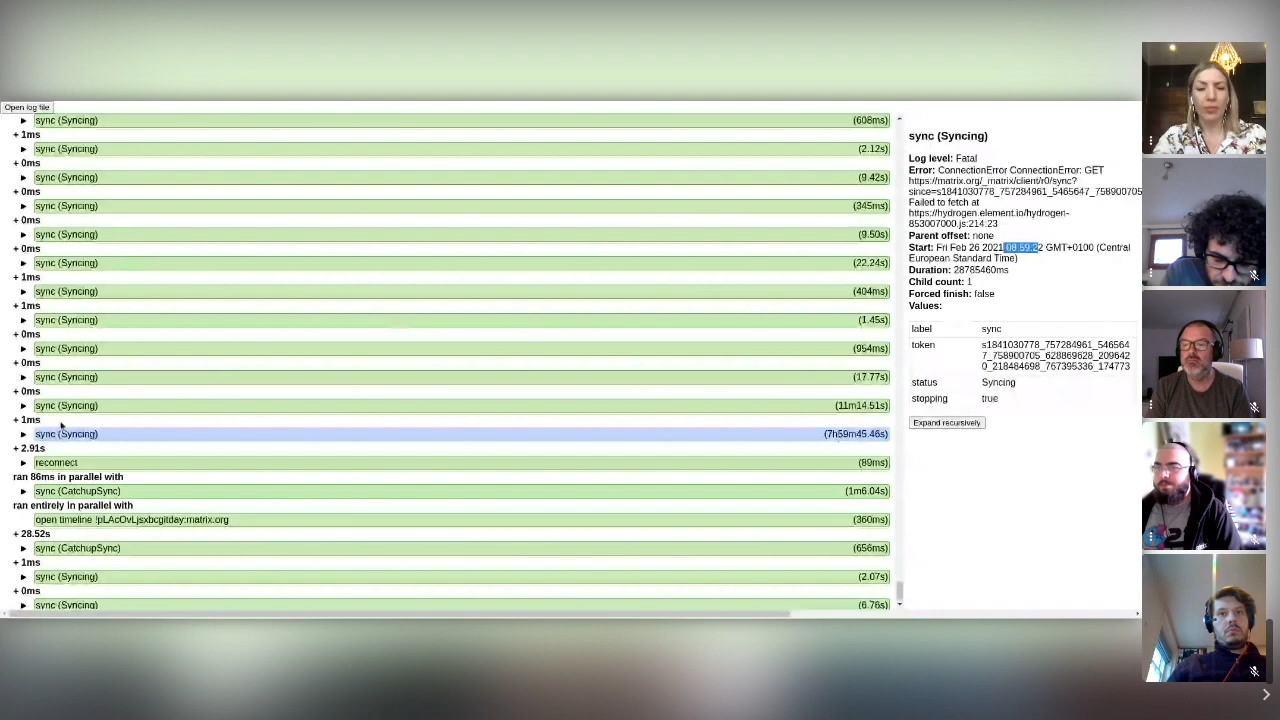 Open log file
sync (Syncing) (608ms)
+ 1ms
sync (Syncing) (2.12s)
+ 0ms
sync (Syncing) (9.42s)
+ 0ms
sync (Syncing) (345ms)
+ 0ms
sync (Syncing) (9.50s)
+ 0ms
sync (Syncing) (22.24s)
+ 1ms
sync (Syncing) (404ms)
+ 1ms
sync (Syncing) (1.45s)
+ 0ms
sync (Syncing) (954ms)
+ 0ms
sync (Syncing) (17.77s)
+ 0ms
sync (Syncing) (11m14.51s)
+ 1ms
sync (Syncing) (7h59m45.46s)
+ 2.91s
reconnect (89ms)
ran 86ms in parallel with
sync (CatchupSync) (1m6.04s)
ran entirely in parallel with
open timeline !pLAcOvLjsxbcgitday:matrix.org (360ms)
+ 28.52s
sync (CatchupSync) (656ms)
+ 1ms
sync (Syncing) (2.07s)
+ 0ms
sync (Syncing) (6.76s)
sync (Syncing)
Log level: Fatal
Error: ConnectionError ConnectionError: GET
https://matrix.org/_matrix/client/r0/sync?
since=s1841030778_757284961_5465647_758900705
Failed to fetch at
https://hydrogen.element.io/hydrogen-
853007000.js:214:23
Parent offset: none
Start: Fri Feb 26 2021 08:59:22 GMT+0100 (Central
European Standard Time)
Duration: 28785460ms
Child count: 1
Forced finish: false
Values:
label sync
token s1841030778_757284961_546564
7_758900705_628869628_209642
0_218484698_767395336_174773
status Syncing
stopping true
Expand recursively